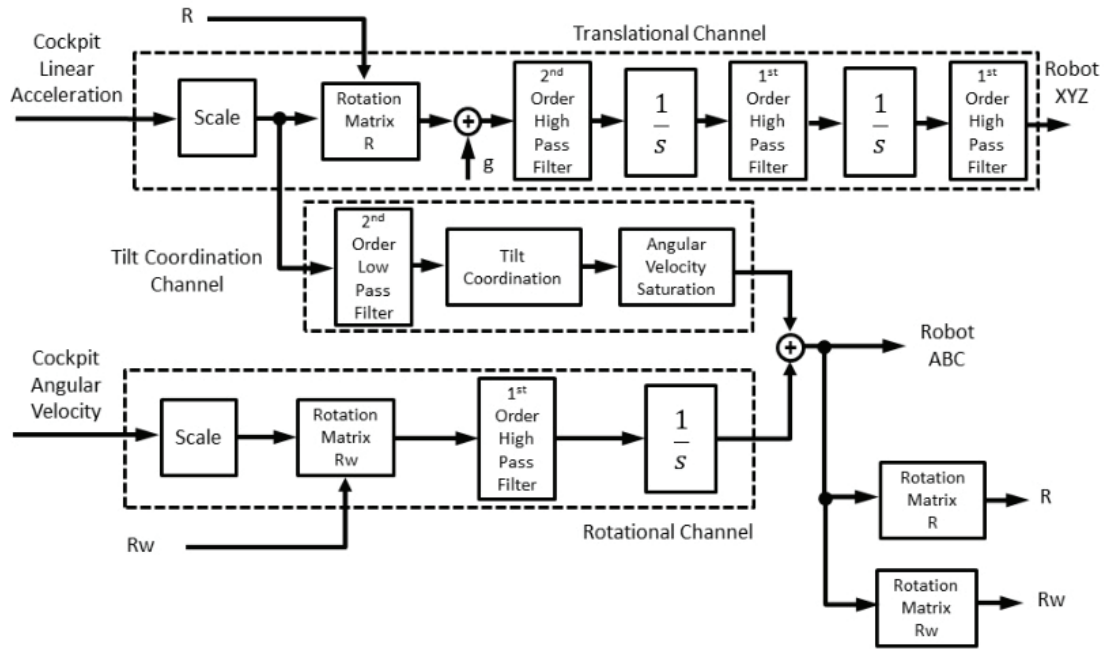 R
Translational Channel
Cockpit
Linear
Acceleration
Scale
Rotation
Matrix
R
+
g
2nd
Order
High
Pass
Filter
1
s
1st
Order
High
Pass
Filter
1
s
1st
Order
High
Pass
Filter
Robot
XYZ
Tilt Coordination
Channel
2nd
Order
Low
Pass
Filter
Tilt
Coordination
Angular
Velocity
Saturation
+
Robot
ABC
Cockpit
Angular
Velocity
Scale
Rotation
Matrix
Rw
1st
Order
High
Pass
Filter
1
s
Rw
Rotational Channel
Rotation
Matrix
R
R
Rotation
Matrix
Rw
Rw